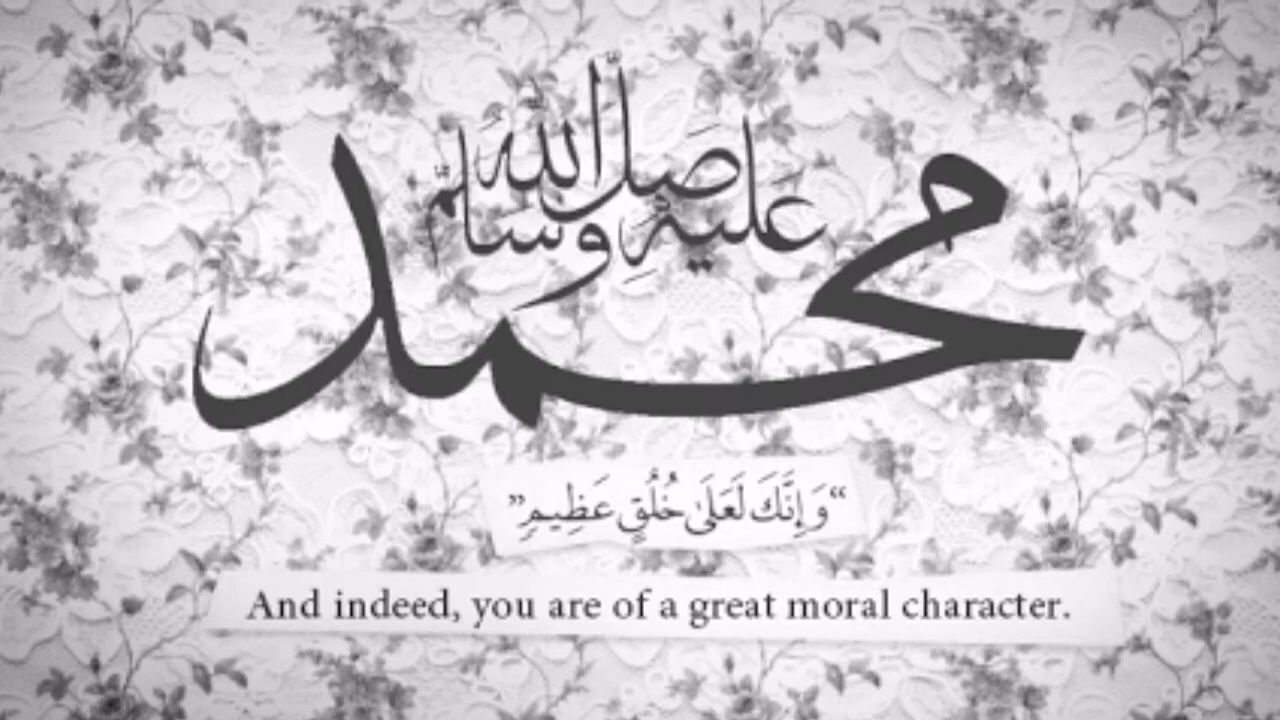 صلى الله
عليه وسلم
محمد
“وَإِنَّكَ لَعَلَىٰ خُلُقٍ عَظِيمٍ”
And indeed, you are of a great moral character.